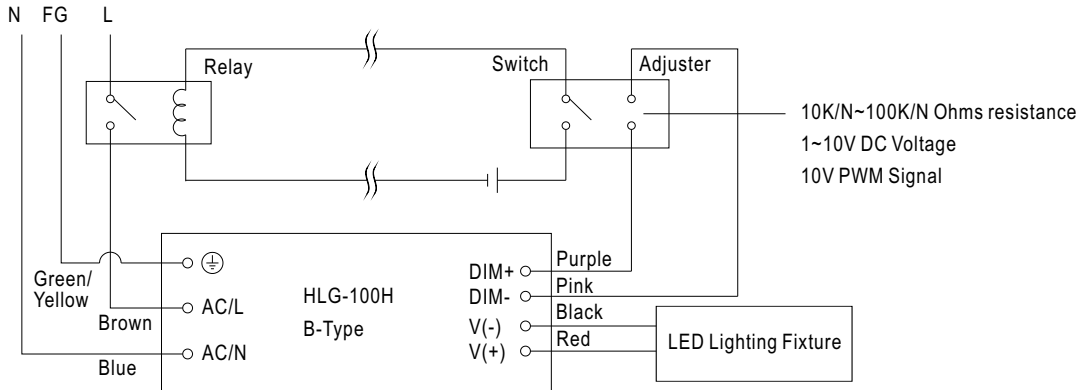 N FG L
Relay
Switch
Adjuster
10K/N~100K/N Ohms resistance
1~10V DC Voltage
10V PWM Signal
Green/
Yellow
Brown
Blue
AC/L
AC/N
HLG-100H
B-Type
DIM+
DIM-
V(-)
V(+)
Purple
Pink
Black
Red
LED Lighting Fixture